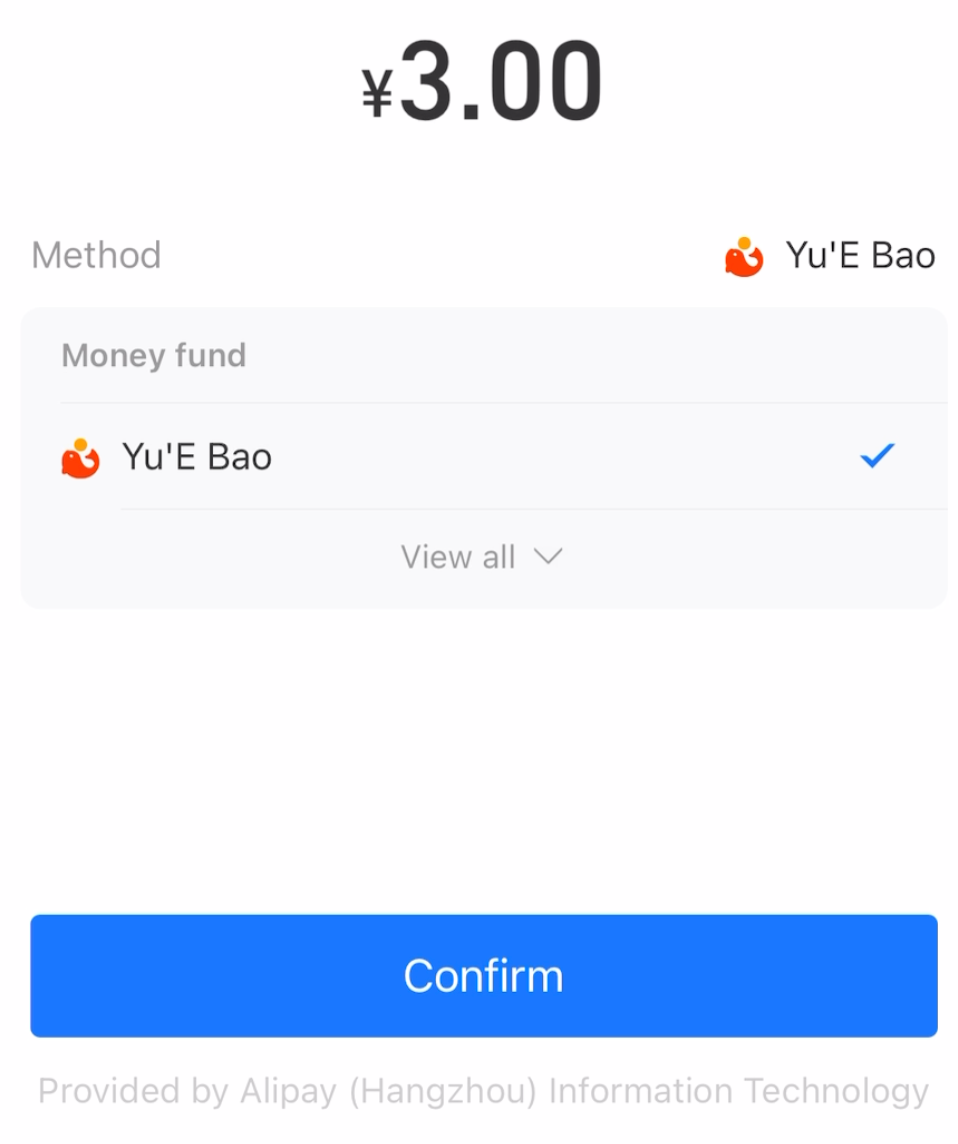 ¥3.00
Method Yu'E Bao
Money fund
Yu'E Bao
View all
Confirm
Provided by Alipay (Hangzhou) Information Technology